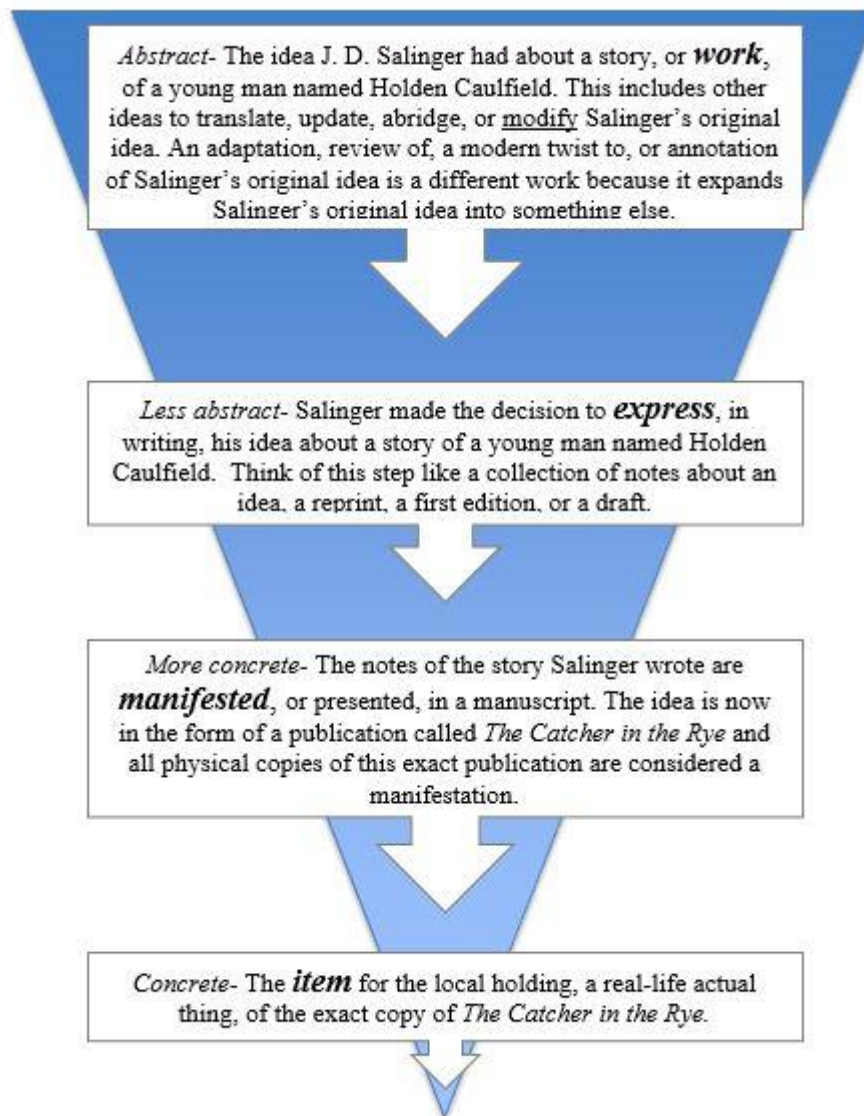 Abstract- The idea J. D. Salinger had about a story, or work,
of a young man named Holden Caulfield. This includes other
ideas to translate, update, abridge, or modify Salinger’s original
idea. An adaptation, review of, a modern twist to, or annotation
of Salinger’s original idea is a different work because it expands
Salinger’s original idea into something else.
Less abstract- Salinger made the decision to express, in
writing, his idea about a story of a young man named Holden
Caulfield.  Think of this step like a collection of notes about an
idea, a reprint, a first edition, or a draft.
More concrete- The notes of the story Salinger wrote are
manifested, or presented, in a manuscript. The idea is now
in the form of a publication called The Catcher in the Rye and
all physical copies of this exact publication are considered a
manifestation.
Concrete- The item for the local holding, a real-life actual
thing, of the exact copy of The Catcher in the Rye.